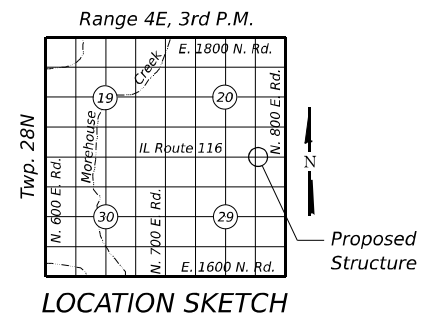 Range 4E, 3rd P.M.
E. 1800 N. Rd.
Creek
19
20
N. 800 E. Rd.
Twp. 28N
Morehouse
IL Route 116
N
N. 600 E. Rd.
30
N. 700 E. Rd.
29
Proposed
Structure
E. 1600 N. Rd.
LOCATION SKETCH